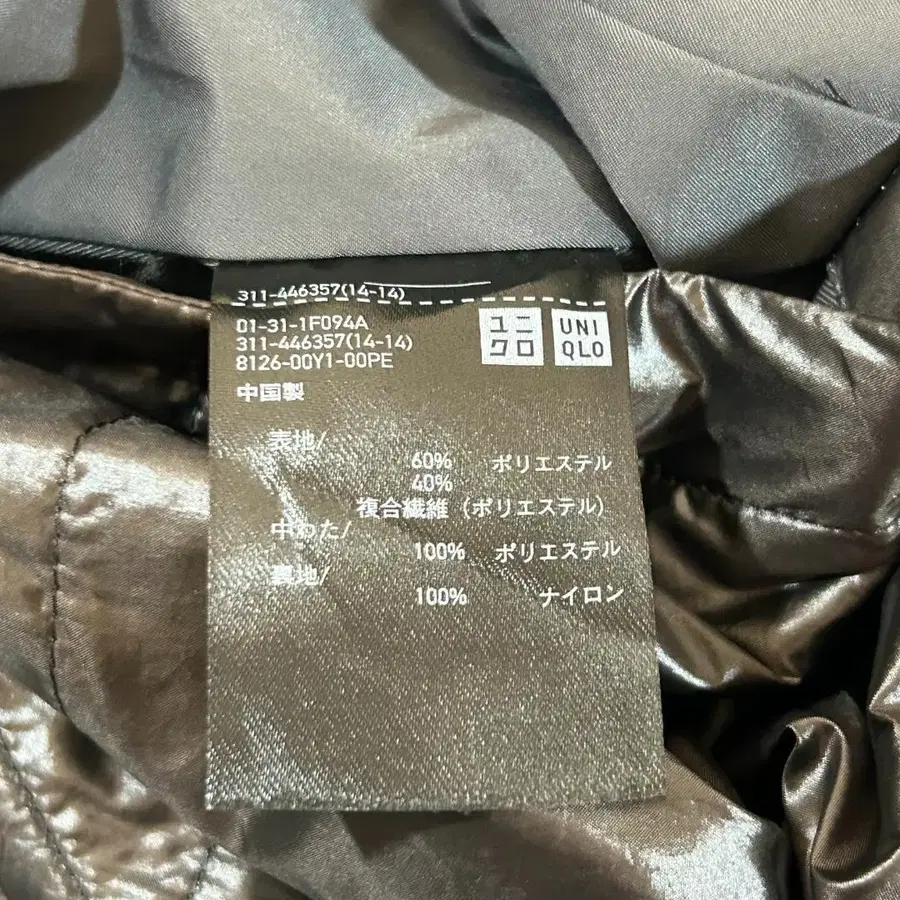 311-446357(14-14)
01-31-1F094A
311-446357(14-14)
8126-00Y1-00PE
ユニ
クロ
UNI
QLO
中国製
表地/
60% ポリエステル
40%
複合繊維(ポリエステル)
中わた/
100% ポリエステル
裏地/
100% ナイロン